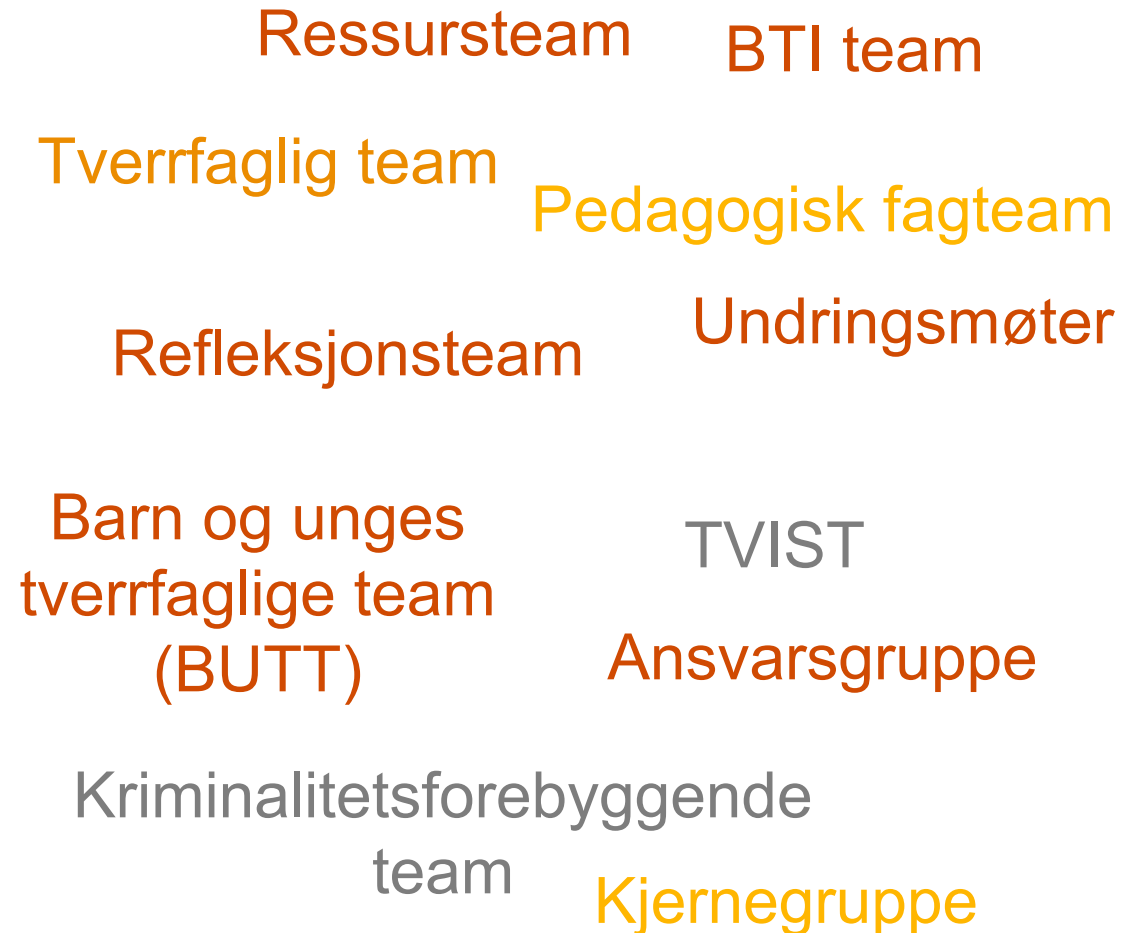 Ressursteam
BTI team
Tverrfaglig team
Pedagogisk fagteam
Undringsmøter
Refleksjonsteam
Barn og unges
tverrfaglige team
(BUTT)
TVIST
Ansvarsgruppe
Kriminalitetsforebyggende
team
Kjernegruppe